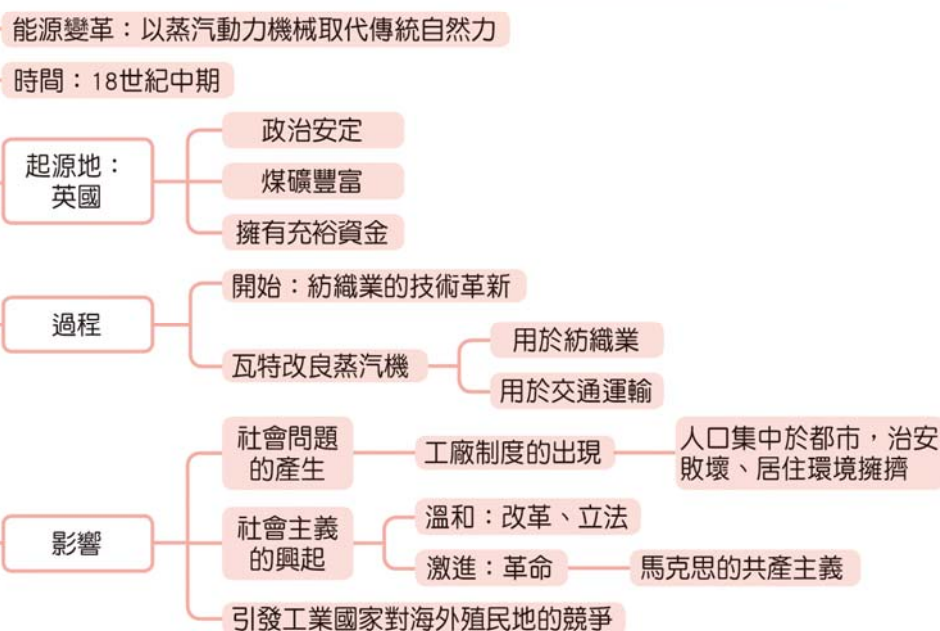 能源變革：以蒸汽動力機械取代傳統自然力
時間：18世紀中期
起源地：
英國
政治安定
煤礦豐富
擁有充裕資金
過程
開始：紡織業的技術革新
瓦特改良蒸汽機
用於紡織業
用於交通運輸
影響
社會問題
的產生
工廠制度的出現
人口集中於都市，治安
敗壞、居住環境擁擠
社會主義
的興起
溫和：改革、立法
激進：革命
馬克思的共產主義
引發工業國家對海外殖民地的競爭